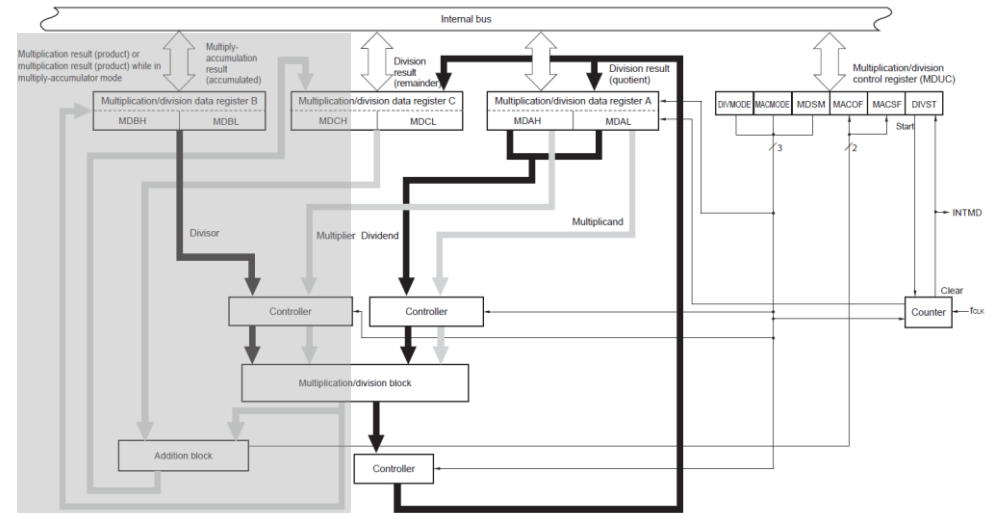 Internal bus
Multiplication result (product) or
multiplication result (product) while in
multiply-accumulator mode
Multiply-
accumulation
result
(accumulated)
Division
result
(remainder)
Division result
(quotient)
Multiplication/division
control register (MDUC)
Multiplication/division data register B
MDBH
MDBL
Multiplication/division data register C
MDCH
MDCL
Multiplication/division data register A
MDAH
MDAL
DIVMODE
MACMODE
MDSM
MACOF
MACSF
DIVST
Start
3
2
Divisor
Multiplier
Dividend
Multiplicand
INTMD
Clear
Controller
Controller
Counter
fCLK
Multiplication/division block
Addition block
Controller